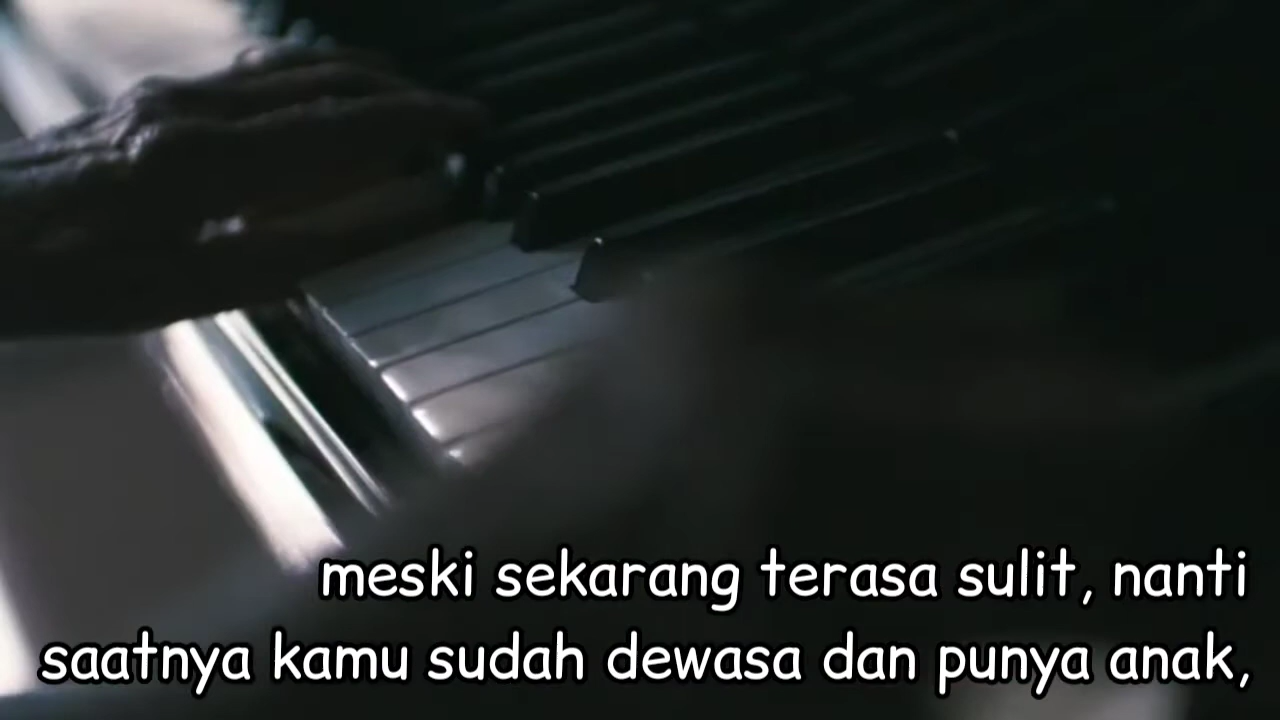 meski sekarang terasa sulit, nanti
saatnya kamu sudah dewasa dan punya anak,